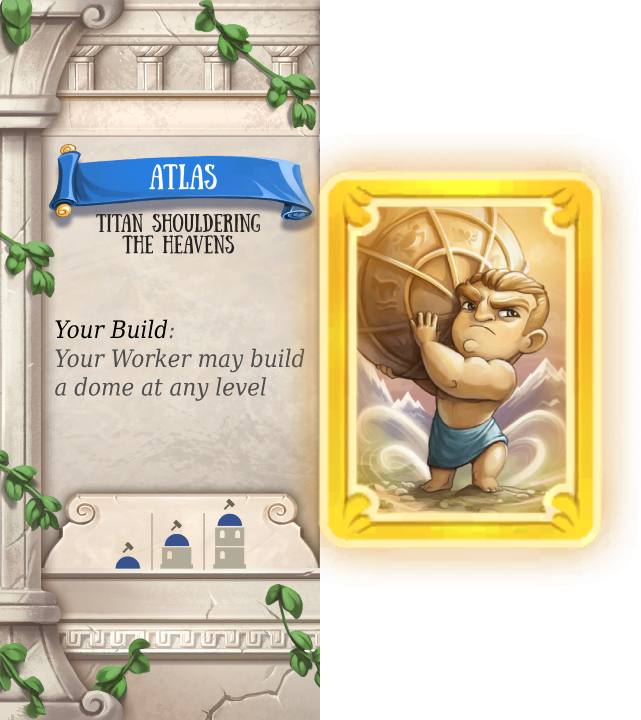 ATLAS
TITAN SHOULDERING
THE HEAVENS
Your Build:
Your Worker may build
a dome at any level